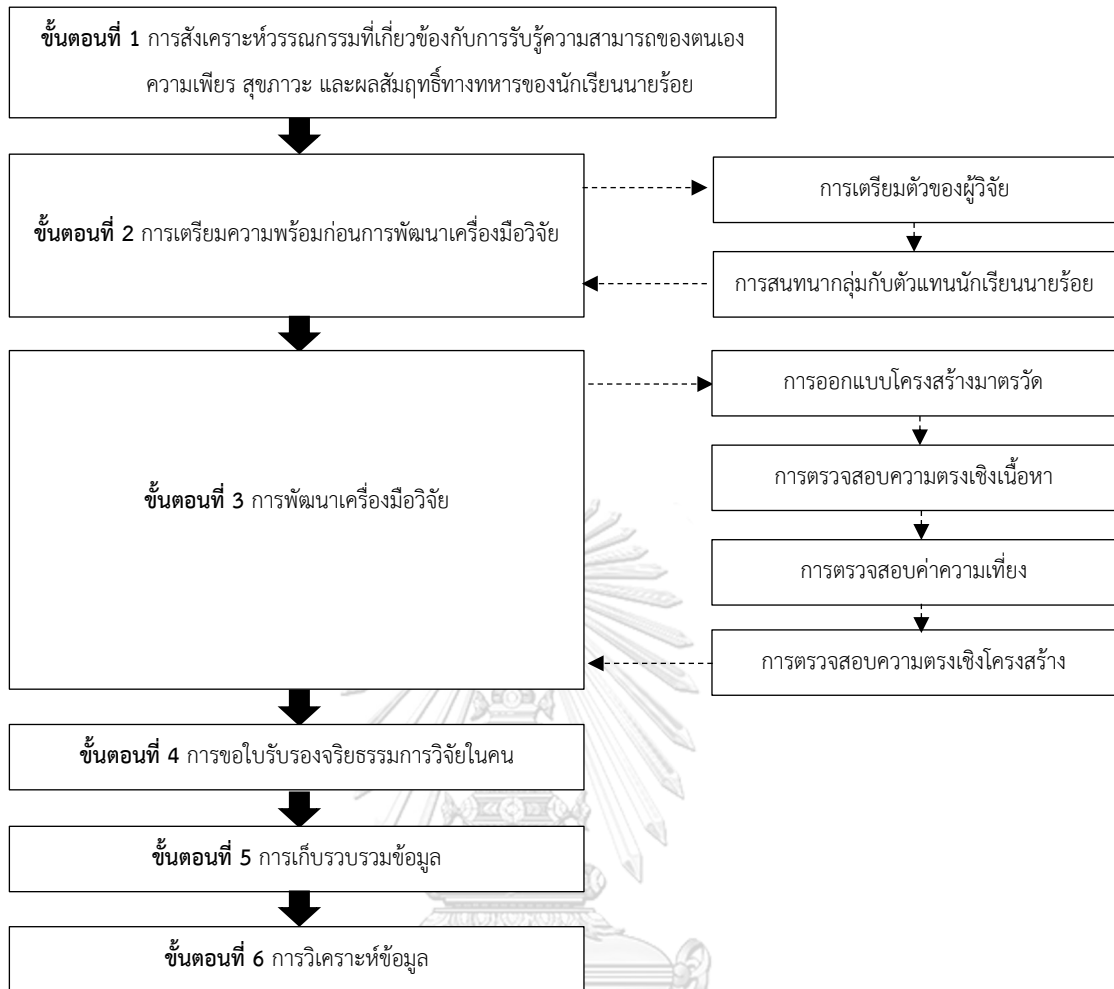 ขั้นตอนที่ 1 การสังเคราะห์วรรณกรรมที่เกี่ยวข้องกับการรับรู้ความสามารถของตนเอง
ความเพียร สุขภาวะ และผลสัมฤทธิ์ทางทหารของนักเรียนนายร้อย
ขั้นตอนที่ 2 การเตรียมความพร้อมก่อนการพัฒนาเครื่องมือวิจัย
การเตรียมตัวของผู้วิจัย
การสนทนากลุ่มกับตัวแทนนักเรียนนายร้อย
ขั้นตอนที่ 3 การพัฒนาเครื่องมือวิจัย
การออกแบบโครงสร้างมาตรวัด
การตรวจสอบความตรงเชิงเนื้อหา
การตรวจสอบค่าความเที่ยง
การตรวจสอบความตรงเชิงโครงสร้าง
ขั้นตอนที่ 4 การขอใบรับรองจริยธรรมการวิจัยในคน
ขั้นตอนที่ 5 การเก็บรวบรวมข้อมูล
ขั้นตอนที่ 6 การวิเคราะห์ข้อมูล